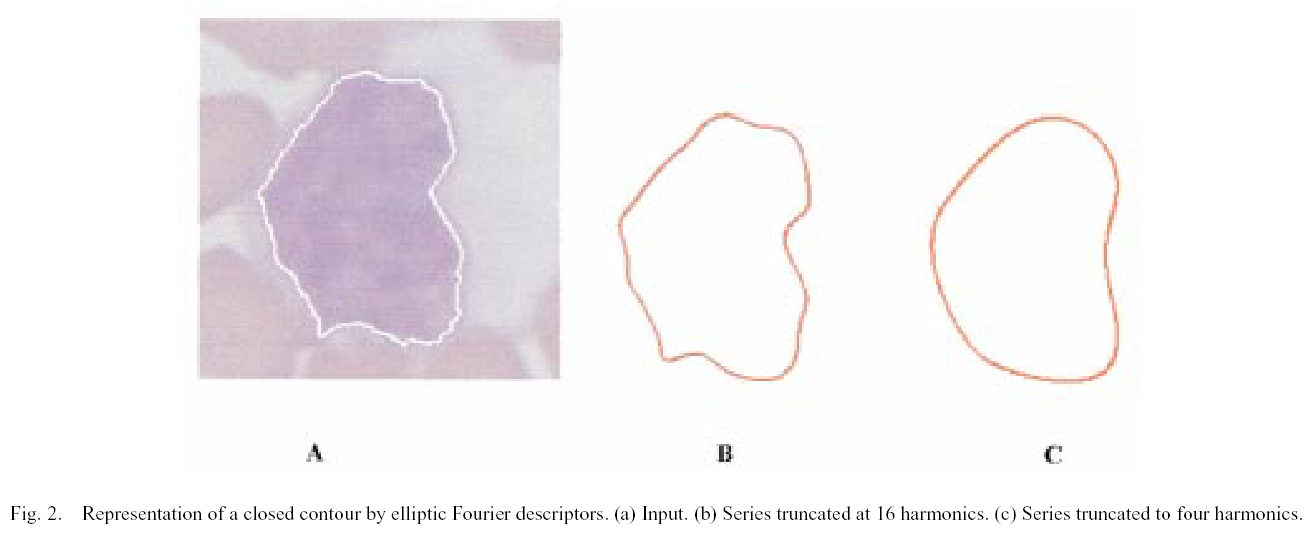 A B C
Fig. 2. Representation of a closed contour by elliptic Fourier descriptors. (a) Input. (b) Series truncated at 16 harmonics. (c) Series truncated to four harmonics.